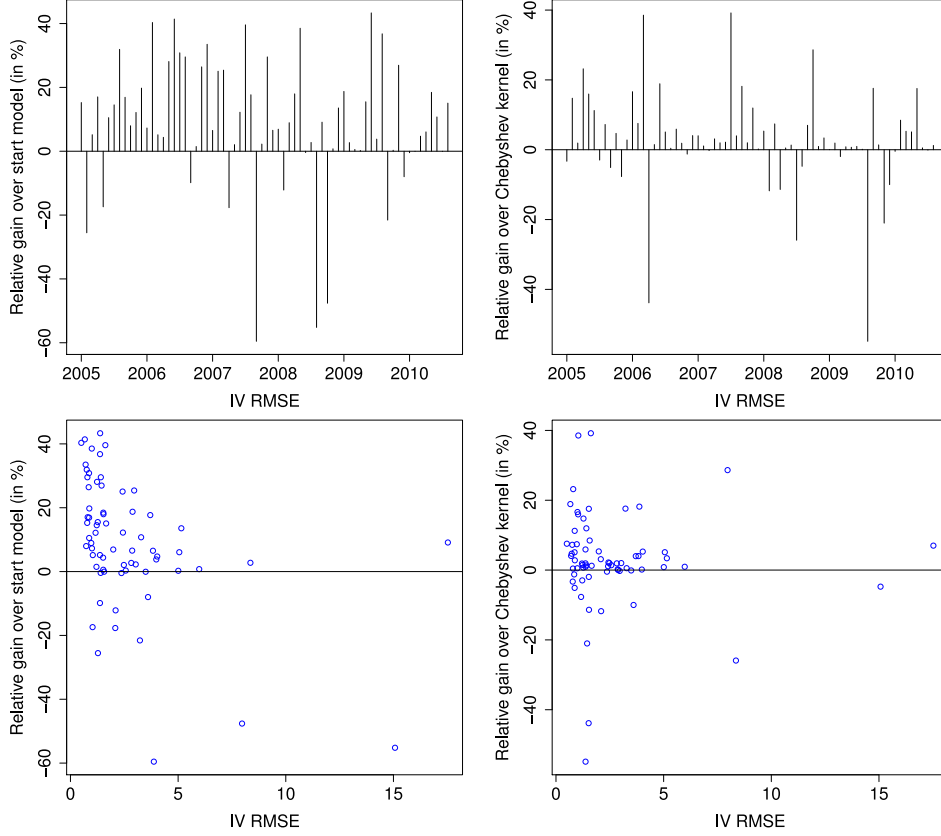 Relative gain over start model (in %)
40
20
0
−20
−40
−60
2005 2006 2007 2008 2009 2010
IV RMSE
Relative gain over Chebyshev kernel (in %)
40
20
0
−20
−40
2005 2006 2007 2008 2009 2010
IV RMSE
Relative gain over start model (in %)
40
20
0
−20
−40
−60
0 5 10 15
IV RMSE
Relative gain over Chebyshev kernel (in %)
40
20
0
−20
−40
0 5 10 15
IV RMSE